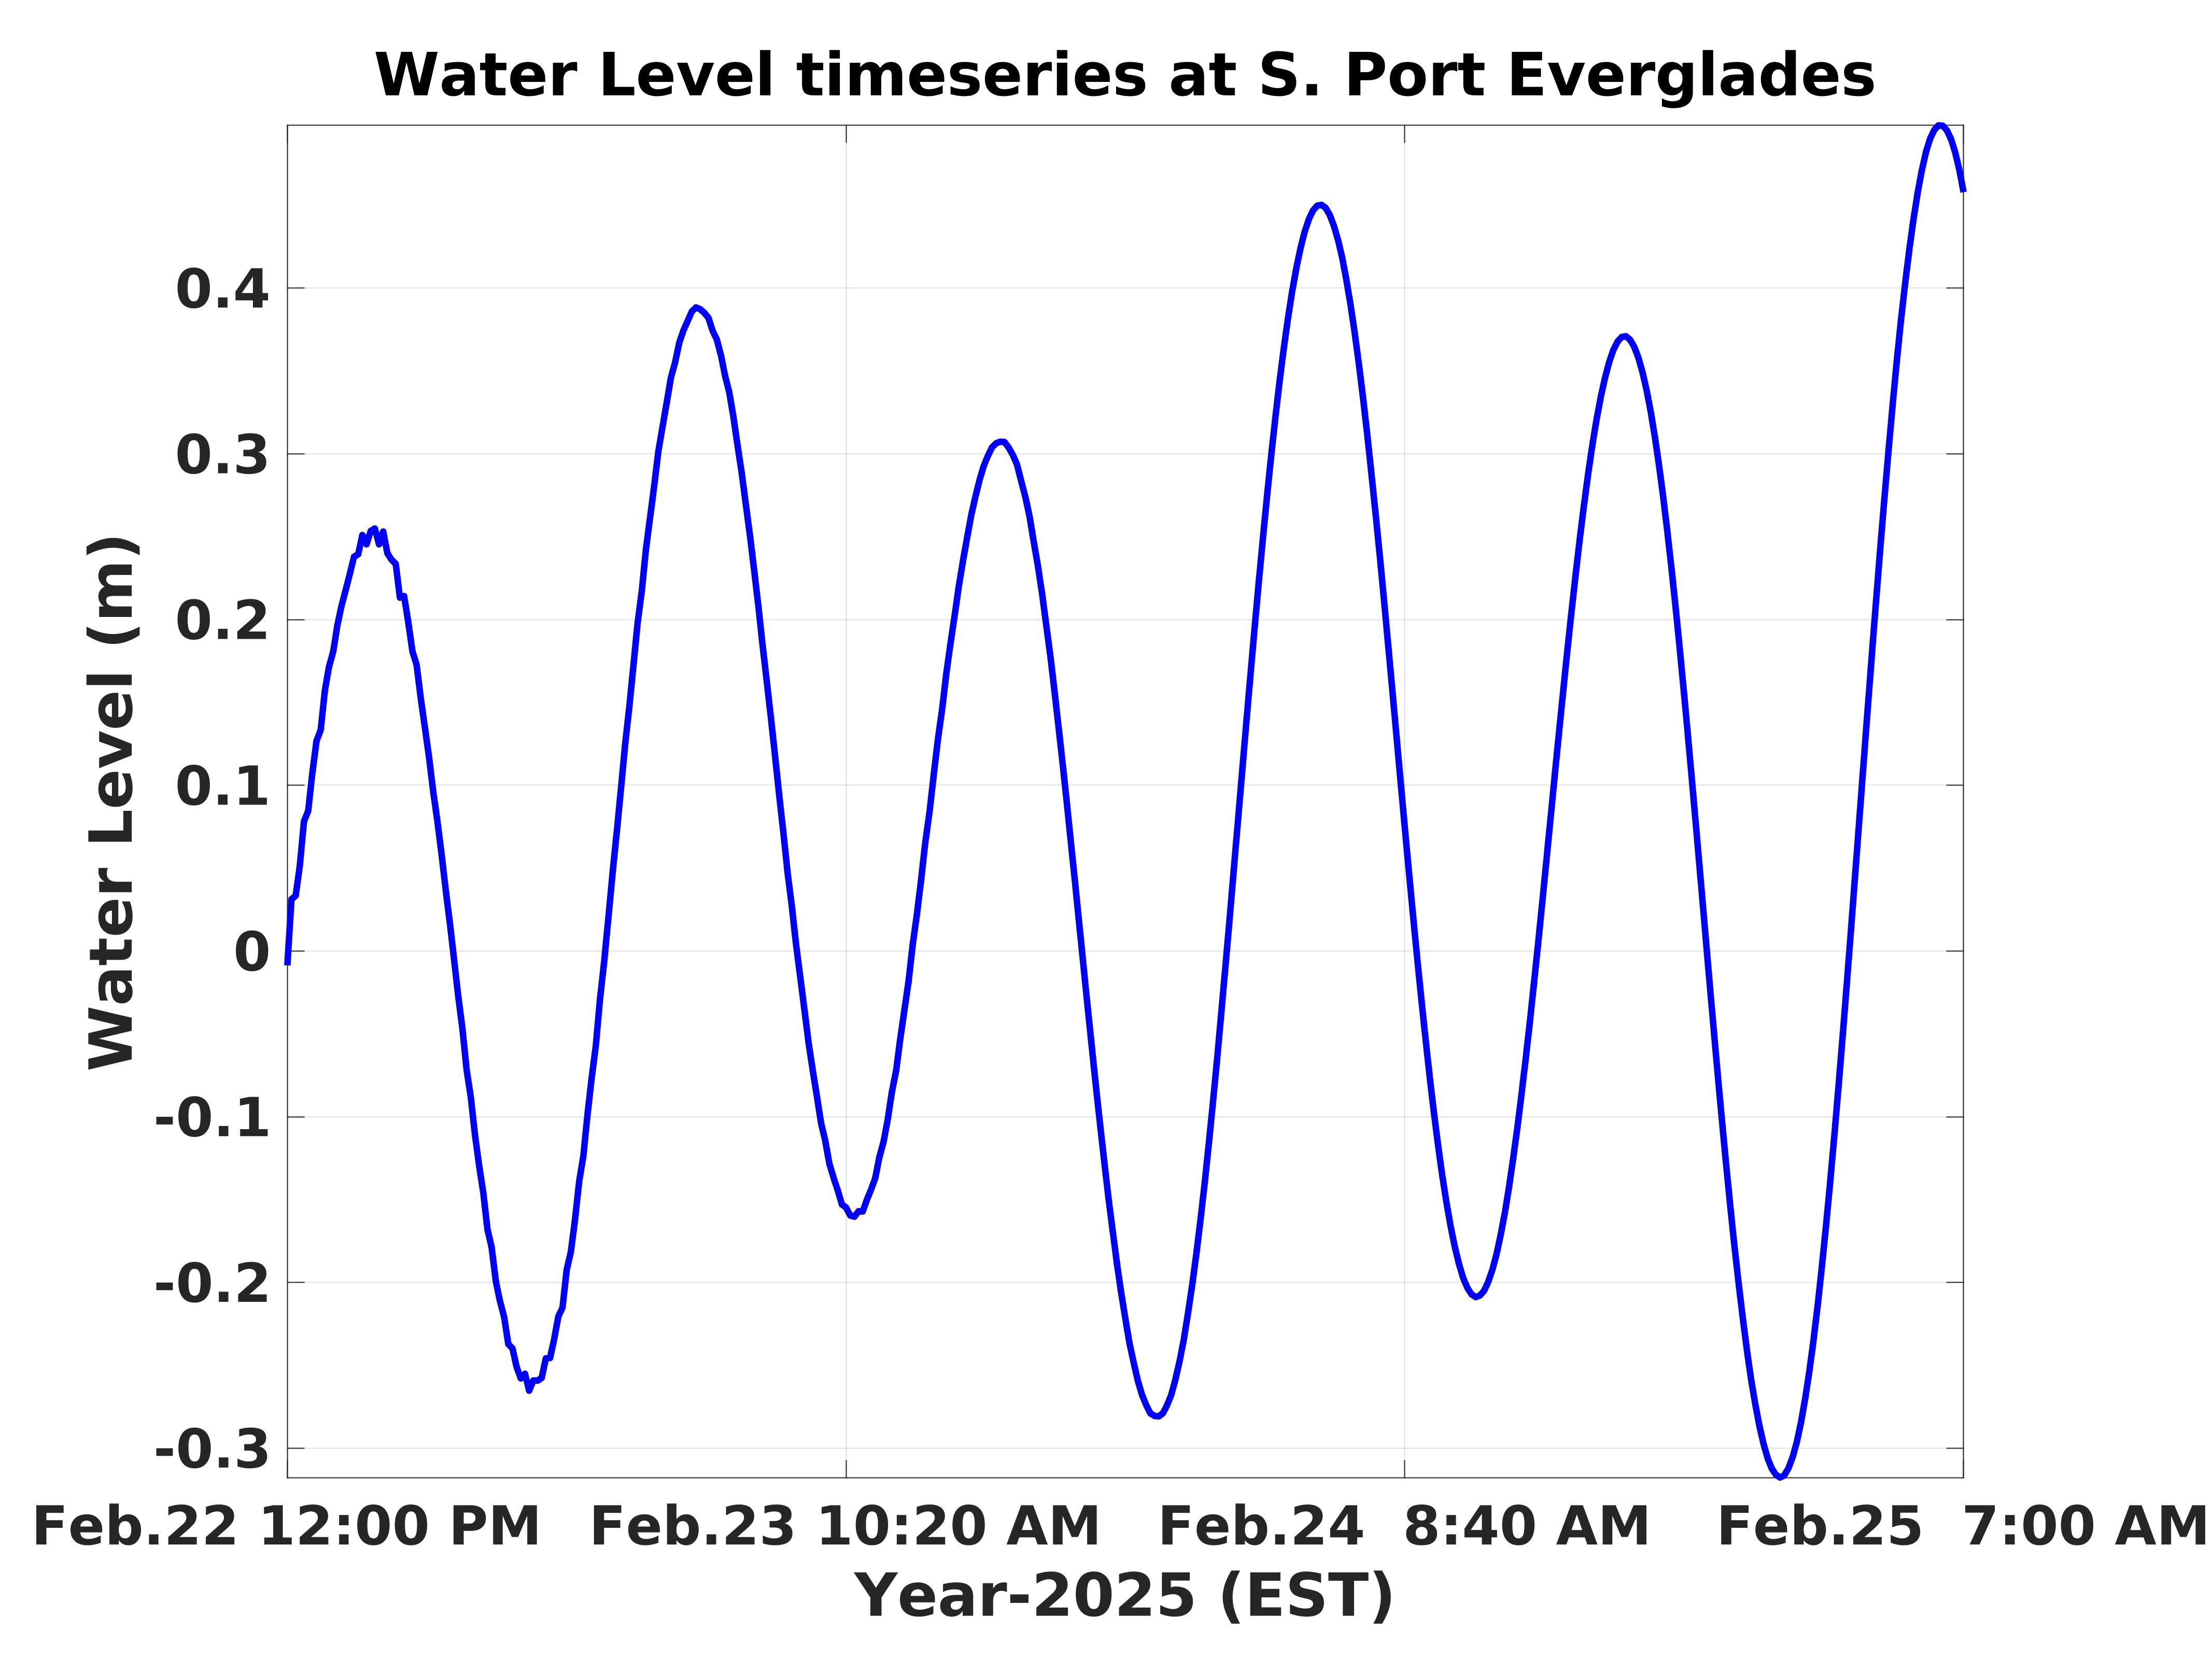 Water Level timeseries at S. Port Everglades
Water Level (m)
0.4
0.3
0.2
0.1
0
-0.1
-0.2
-0.3
Feb.22 12:00 PM Feb.23 10:20 AM Feb.24 8:40 AM Feb.25 7:00 AM
Year-2025 (EST)